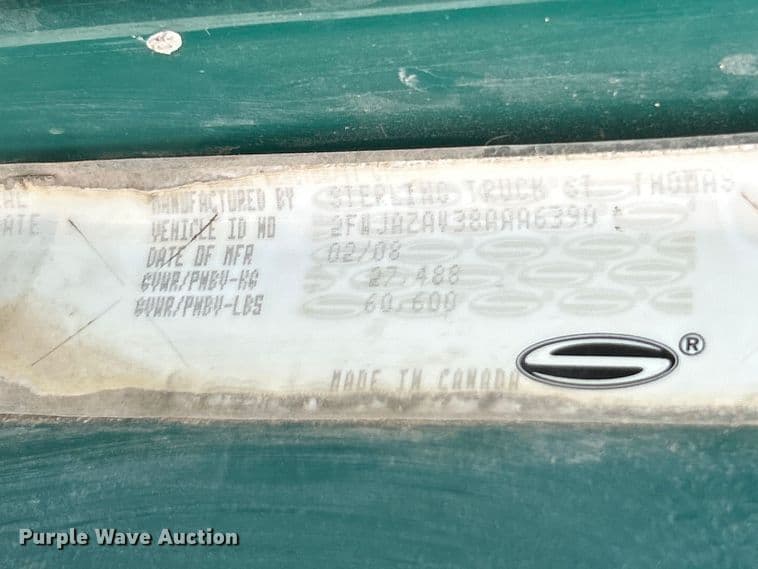 MANUFACTURED BY STERLING TRUCK ST THOMAS
ATE VEHICLE ID NO
DATE OF MFR 02/08
GVWR/PNBV-KG 27,488
GVWR/PNBV-LBS 60,600
MADE IN CANADA
®
Purple Wave Auction®